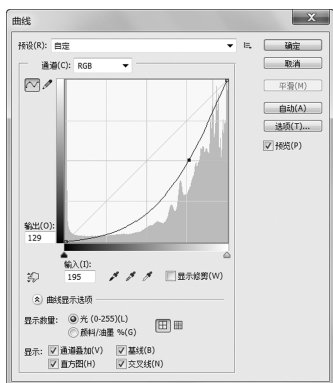 曲线
预设(R): 自定
确定
取消
平滑(M)
自动(A)
选项(T)...
预览(P)
通道(C): RGB
输出(O):
129
输入(I):
195
显示修剪(W)
曲线显示选项
显示数量: 光 (0-255)(L)
颜料/油墨 %(G)
显示: 通道叠加(V) 基线(B)
直方图(H) 交叉线(N)